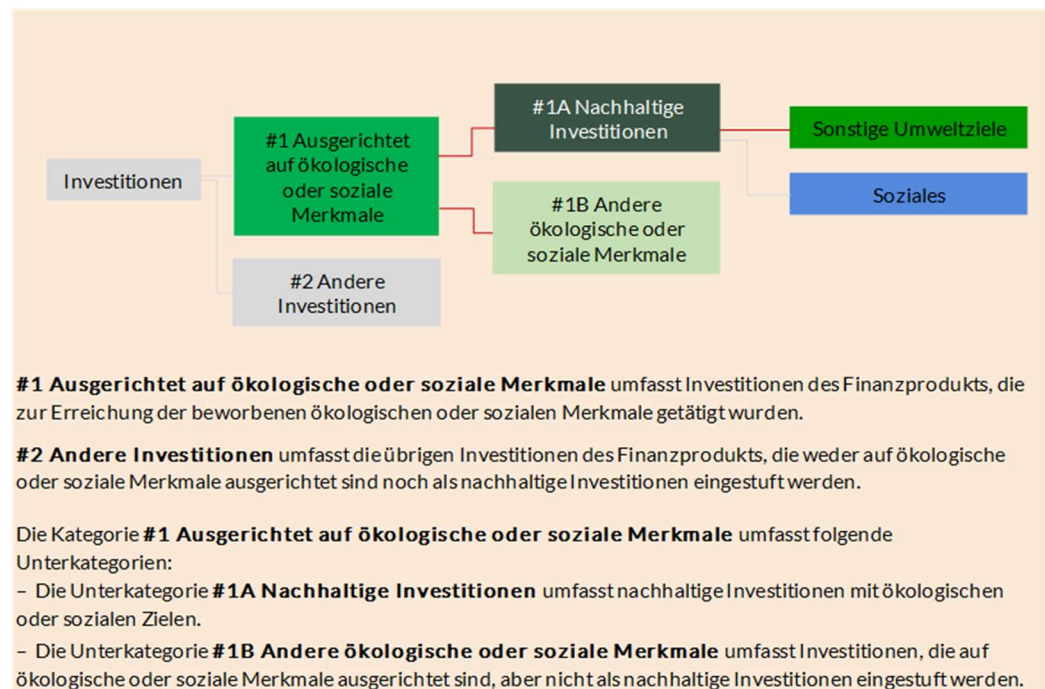 Investitionen
#1 Ausgerichtet
auf ökologische
oder soziale
Merkmale
#2 Andere
Investitionen
#1A Nachhaltige
Investitionen
#1B Andere
ökologische oder
soziale Merkmale
Sonstige Umweltziele
Soziales
#1 Ausgerichtet auf ökologische oder soziale Merkmale umfasst Investitionen des Finanzprodukts, die
zur Erreichung der beworbenen ökologischen oder sozialen Merkmale getätigt wurden.
#2 Andere Investitionen umfasst die übrigen Investitionen des Finanzprodukts, die weder auf ökologische
oder soziale Merkmale ausgerichtet sind noch als nachhaltige Investitionen eingestuft werden.
Die Kategorie #1 Ausgerichtet auf ökologische oder soziale Merkmale umfasst folgende
Unterkategorien:
– Die Unterkategorie #1A Nachhaltige Investitionen umfasst nachhaltige Investitionen mit ökologischen
oder sozialen Zielen.
– Die Unterkategorie #1B Andere ökologische oder soziale Merkmale umfasst Investitionen, die auf
ökologische oder soziale Merkmale ausgerichtet sind, aber nicht als nachhaltige Investitionen eingestuft werden.